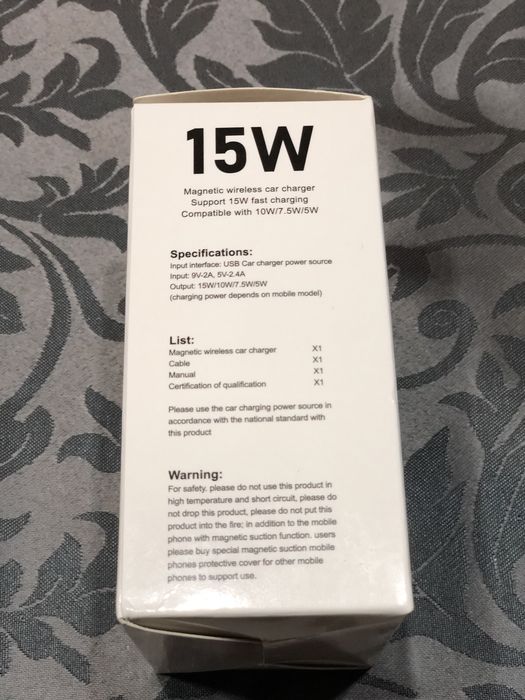 15W
Magnetic wireless car charger
Support 15W fast charging
Compatible with 10W/7.5W/5W
Specifications:
Input interface: USB Car charger power source
Input: 9V-2A, 5V-2.4A
Output: 15W/10W/7.5W/5W
(charging power depends on mobile model)
List:
Magnetic wireless car charger X1
Cable X1
Manual X1
Certification of qualification X1
Please use the car charging power source in
accordance with the national standard with
this product
Warning:
For safety, please do not use this product in
high temperature and short circuit, please do
not drop this product, please do not put this
product into the fire; in addition to the mobile
phone with magnetic suction function, users
please buy special magnetic suction mobile
phones protective cover for other mobile
phones to support use.